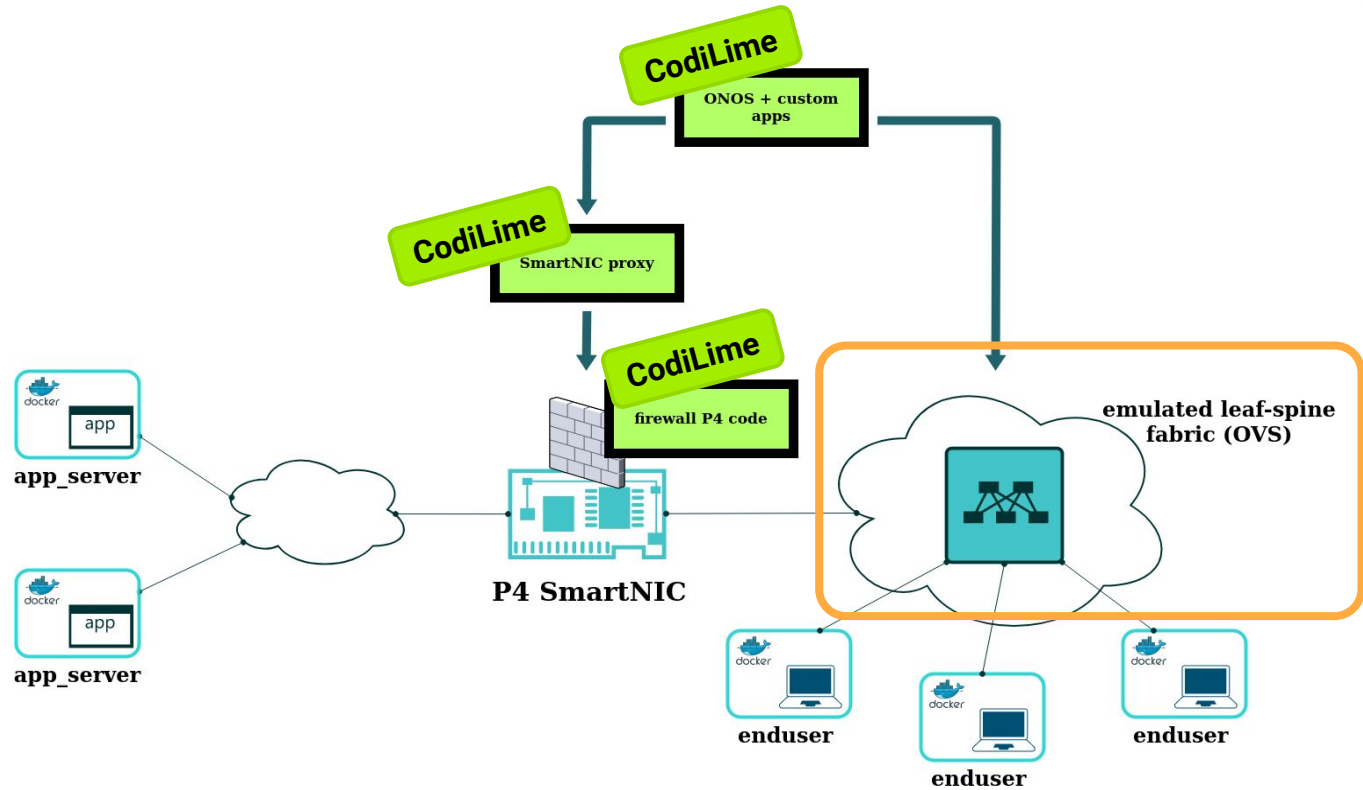 CodiLime
ONOS + custom
apps
CodiLime
SmartNIC proxy
CodiLime
firewall P4 code
emulated leaf-spine
fabric (OVS)
docker
app
app_server
P4 SmartNIC
docker
app
app_server
docker
enduser
docker
enduser
docker
enduser